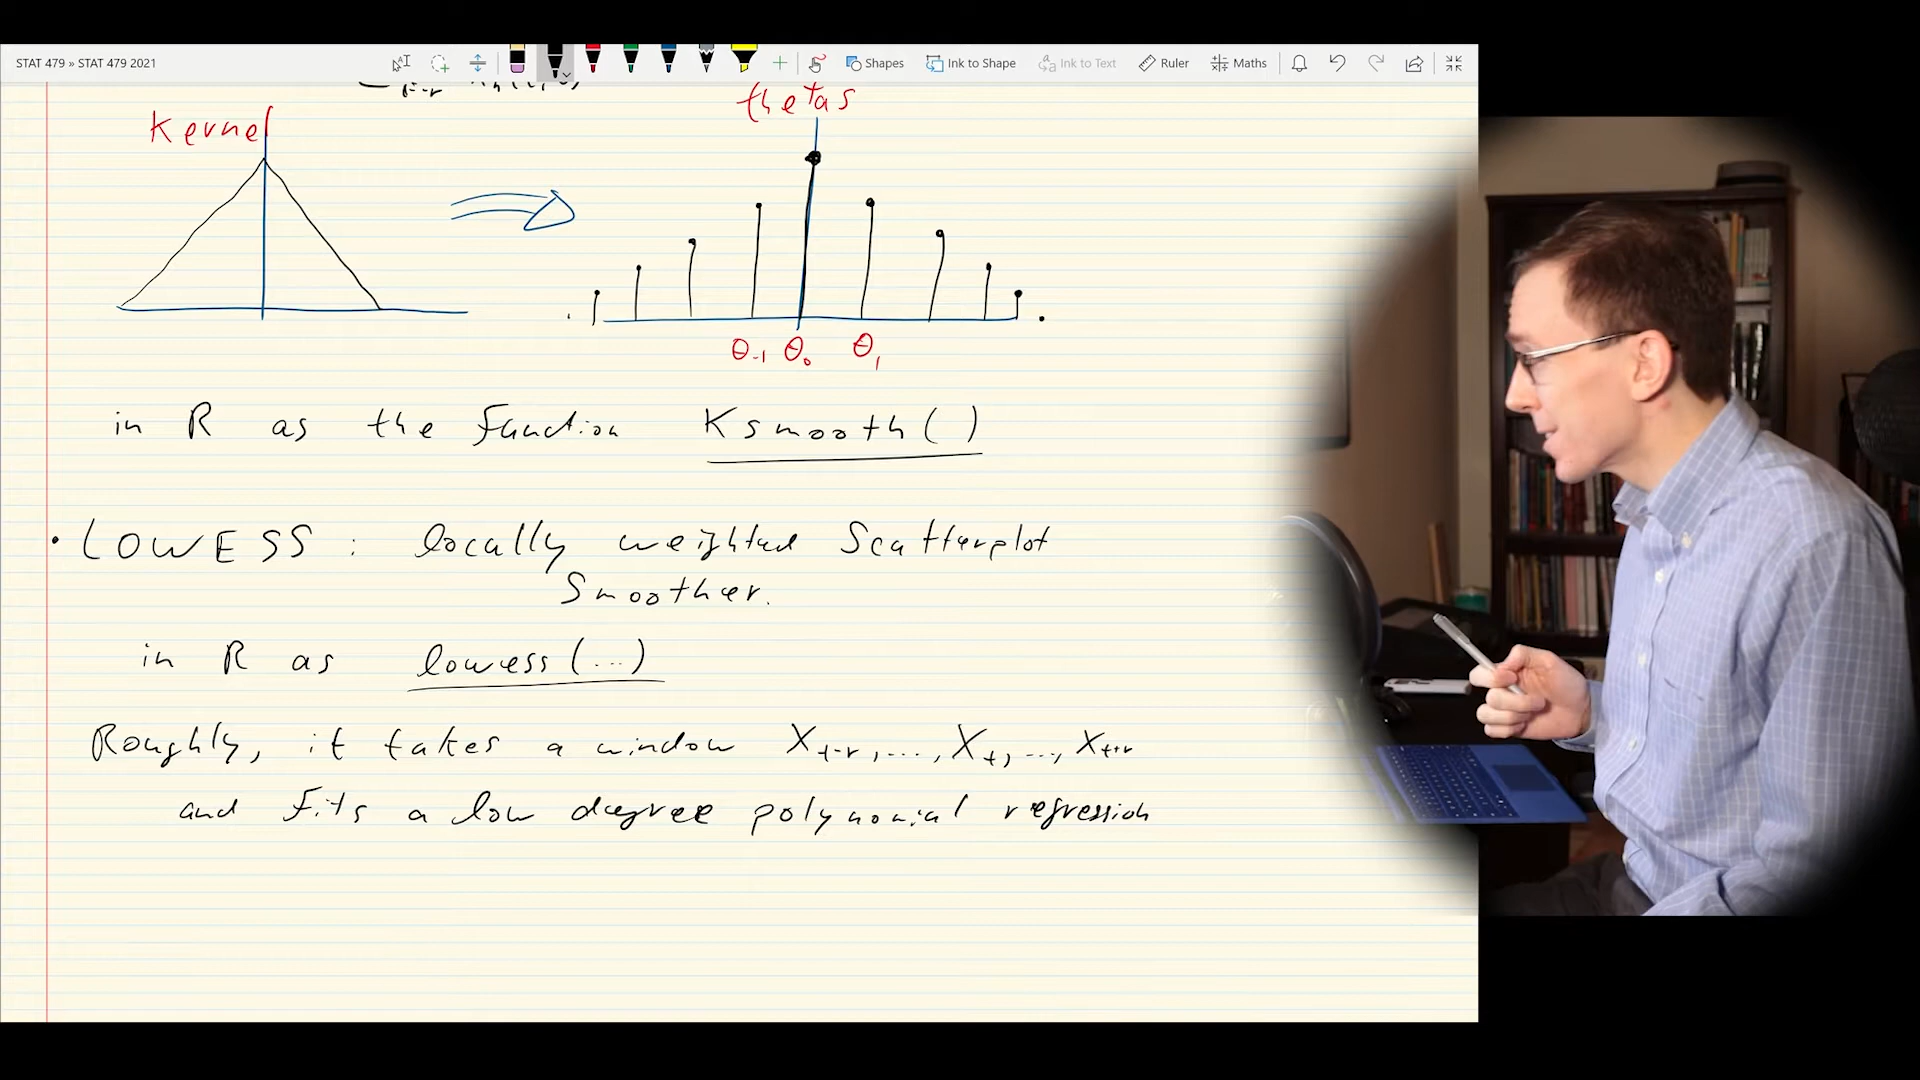 STAT 479 » STAT 479 2021
Shapes
Ink to Shape
Ink to Text
Ruler
Maths
Kernel
thetas
θ-1 θ0 θ1
in R as the Function Ksmooth()
• LOWESS : locally weighted Scatterplot
Smoother.
in R as lowess(...)
Roughly, it takes a window Xt-r,...,Xt,...,Xt+r
and Fits a low degree polynomial regression